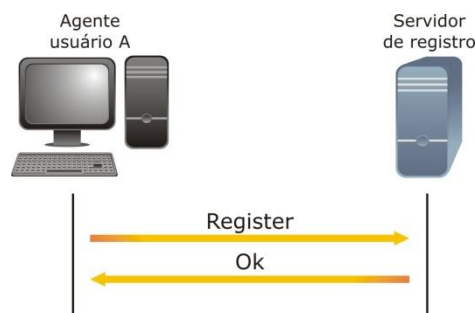 Agente
usuário A
Servidor
de registro
Register
Ok